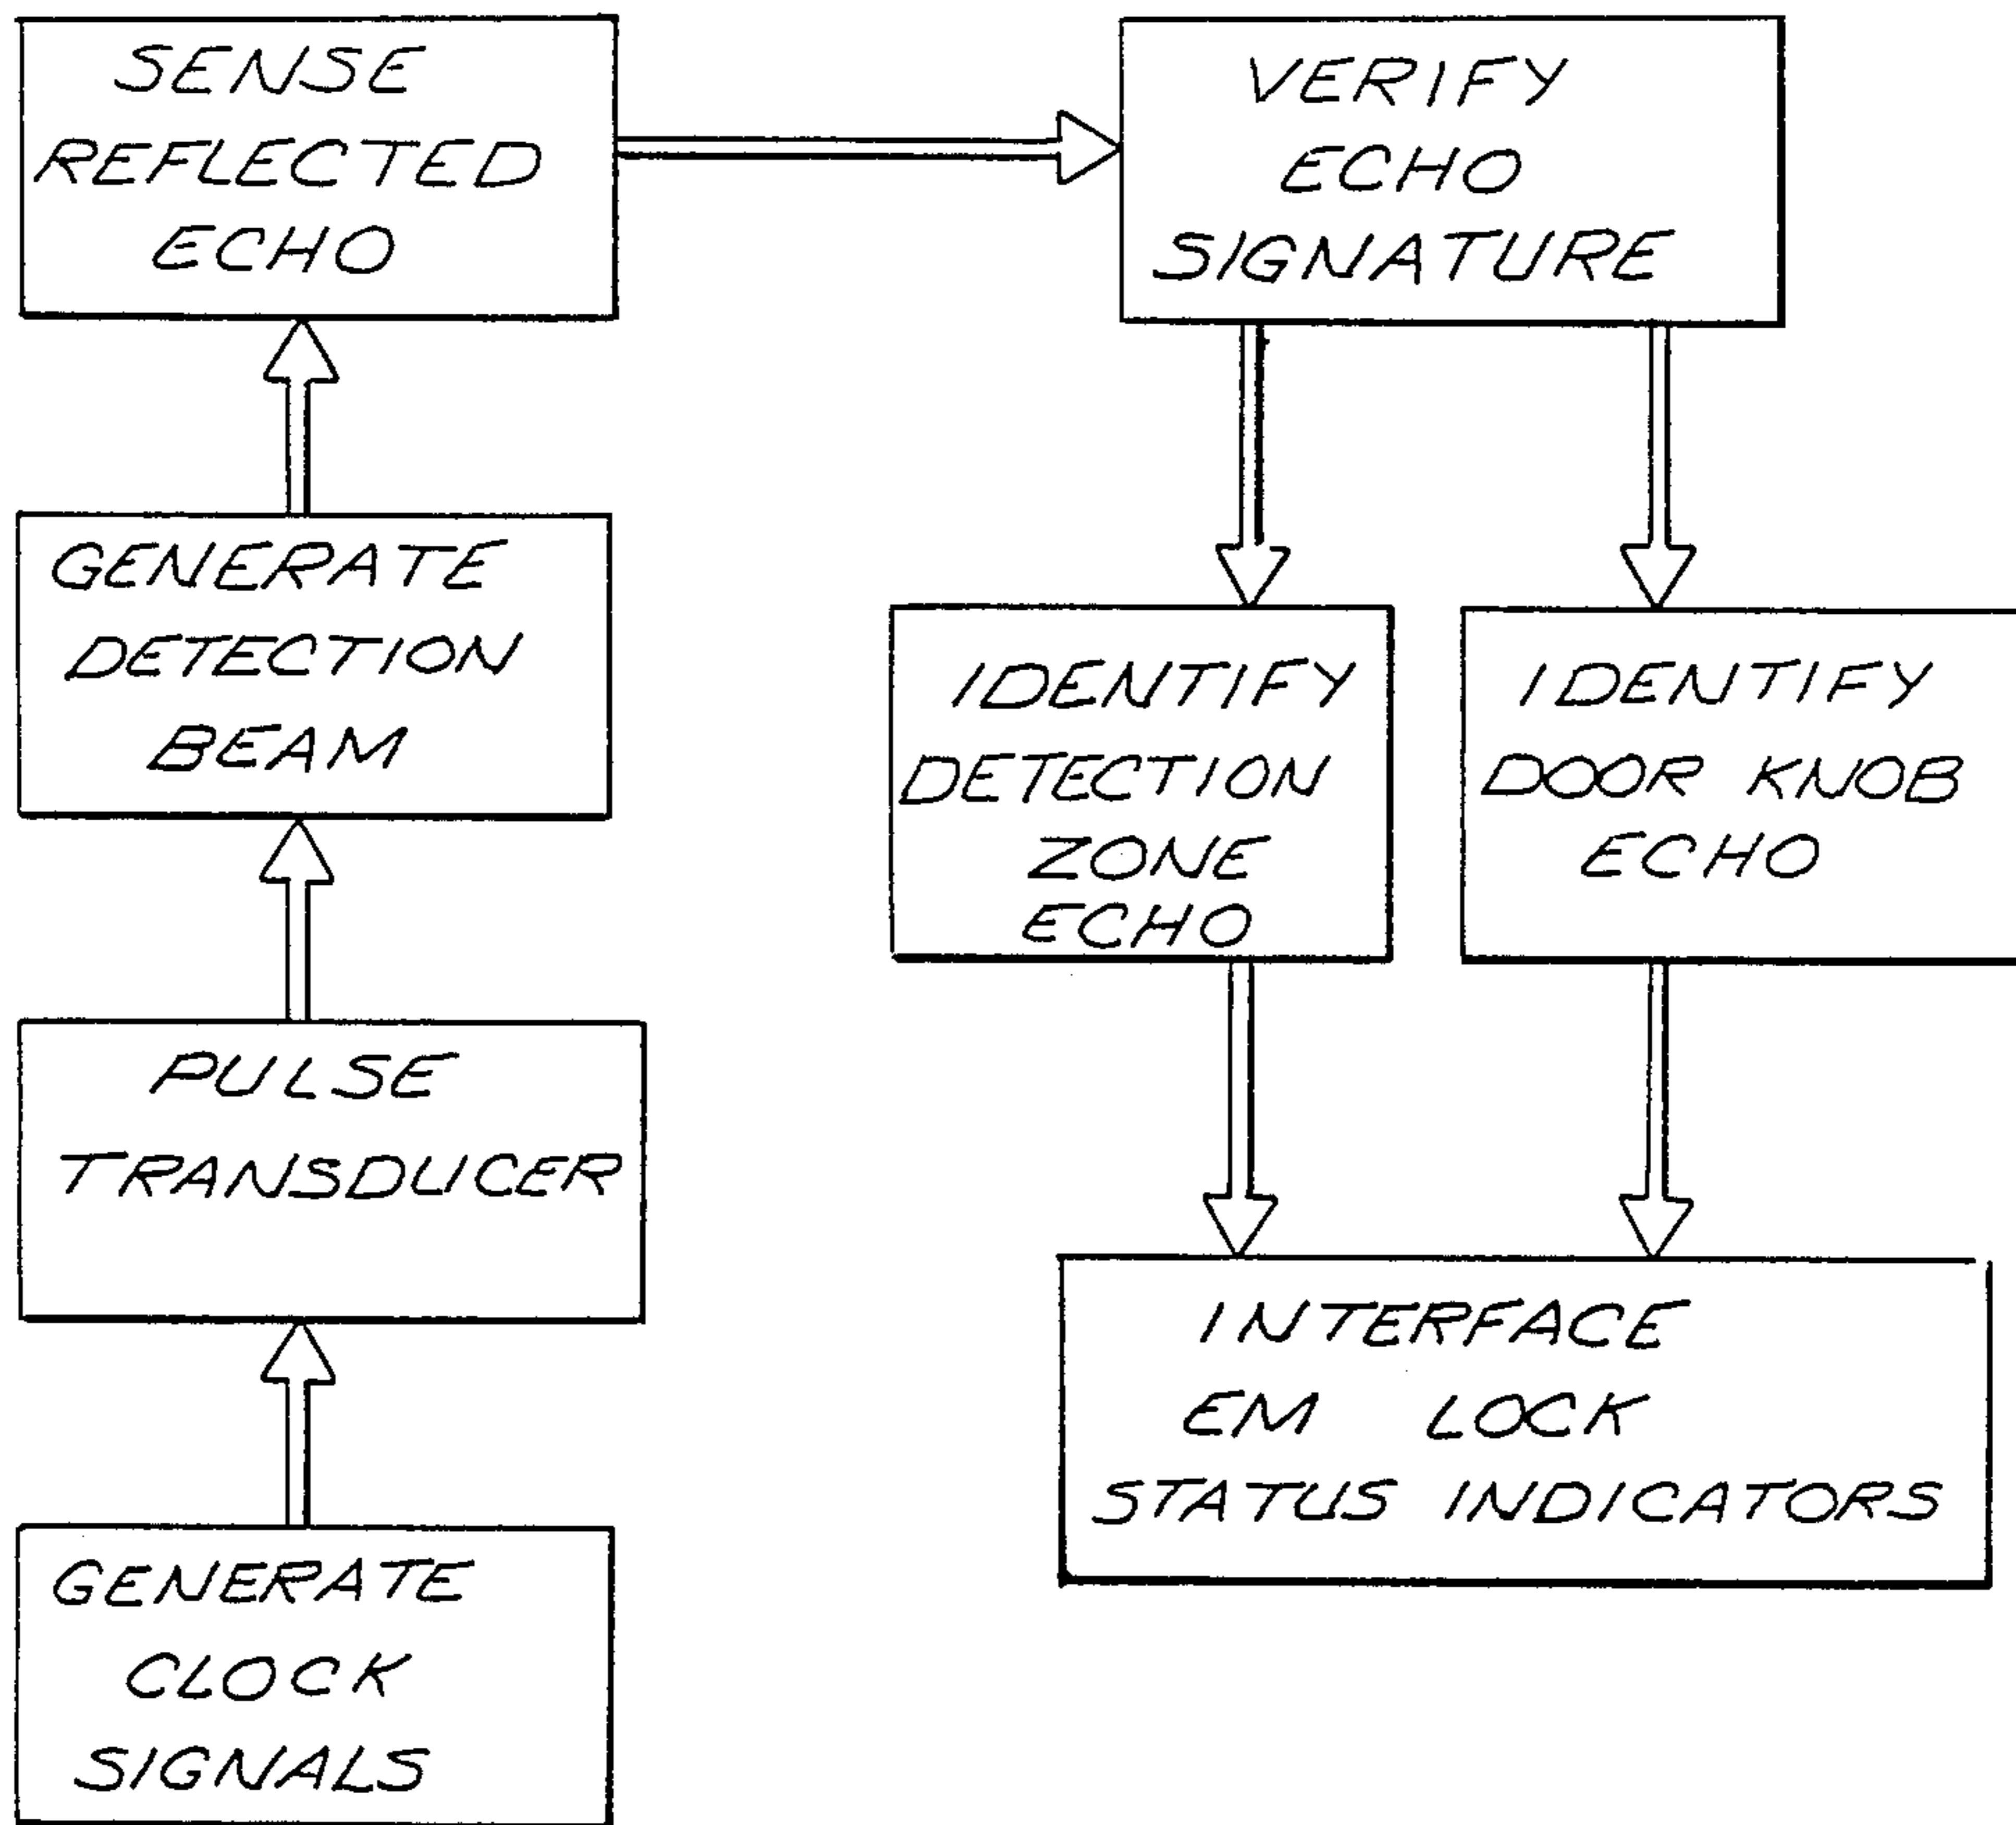 SENSE
REFLECTED
ECHO
VERIFY
ECHO
SIGNATURE
GENERATE
DETECTION
BEAM
IDENTIFY
DETECTION
ZONE
ECHO
IDENTIFY
DOOR KNOB
ECHO
PULSE
TRANSDUCER
INTERFACE
EM LOCK
STATUS INDICATORS
GENERATE
CLOCK
SIGNALS